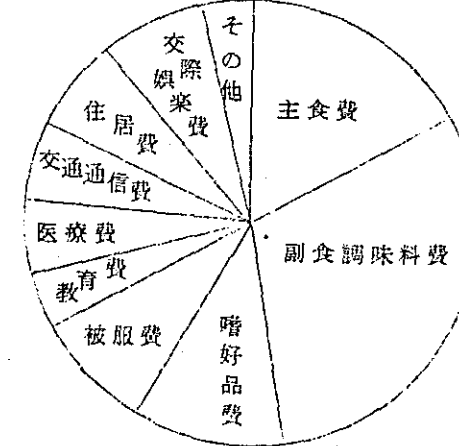 主食費
副食調味料費
嗜好品費
被服費
教育費
医療費
交通通信費
住居費
交際
娯楽費
その他